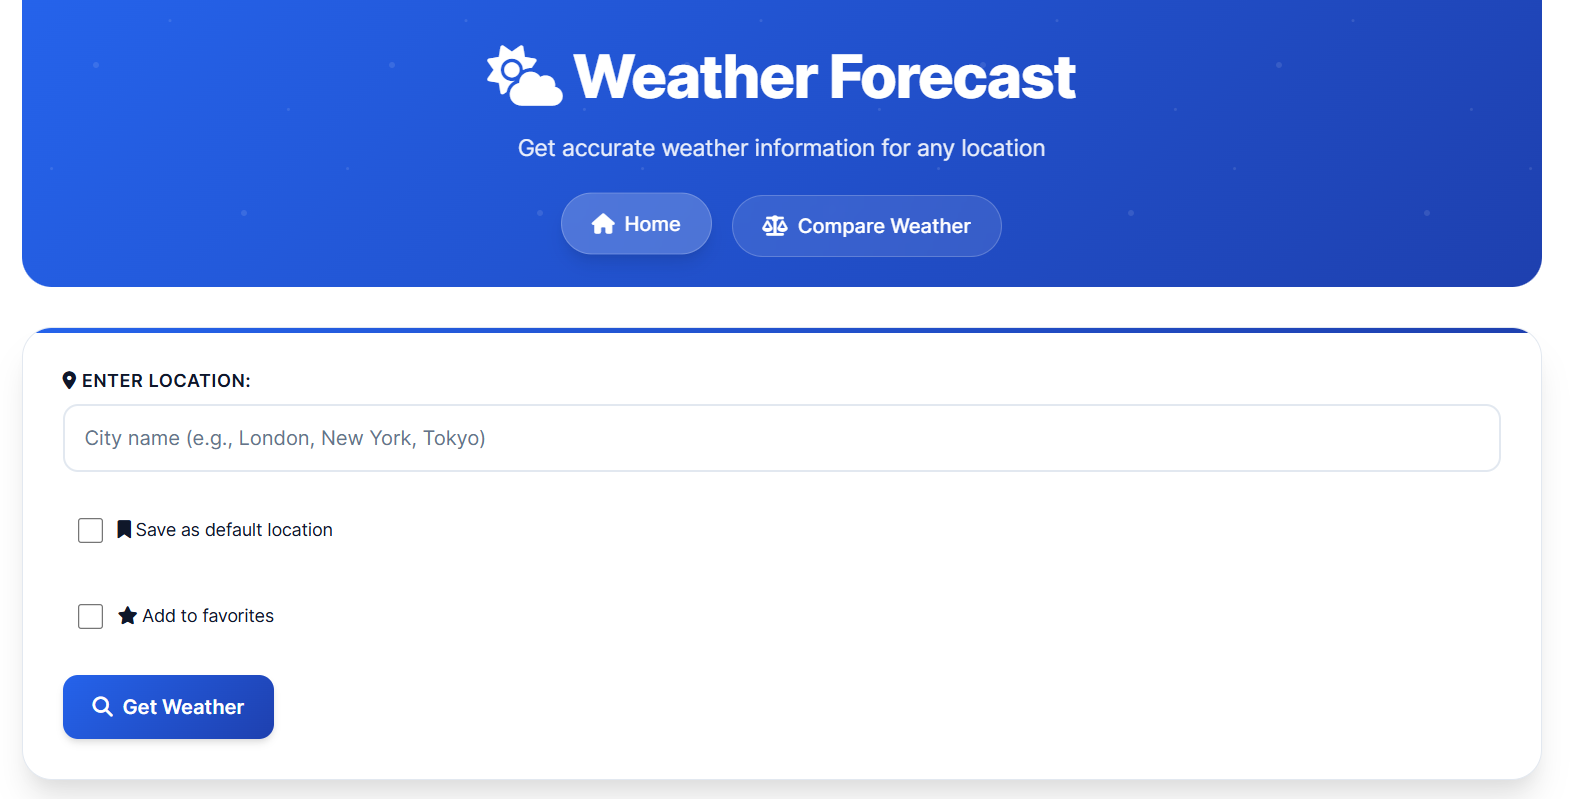 Weather Forecast
Get accurate weather information for any location
Home
Compare Weather
ENTER LOCATION:
City name (e.g., London, New York, Tokyo)
Save as default location
Add to favorites
Get Weather